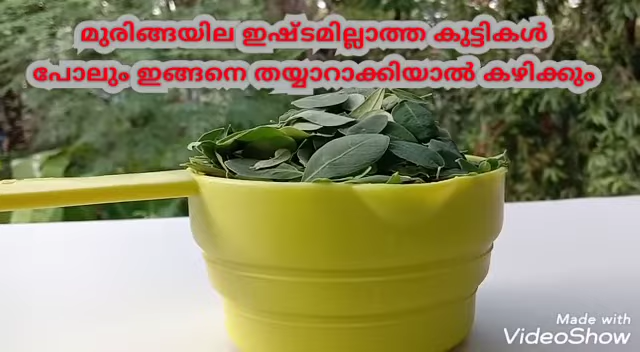 മുരിങ്ങയില ഇഷ്ടമില്ലാത്ത കുട്ടികൾ
പോലും ഇങ്ങനെ തയ്യാറാക്കിയാൽ കഴിക്കും
Made with
VideoShow